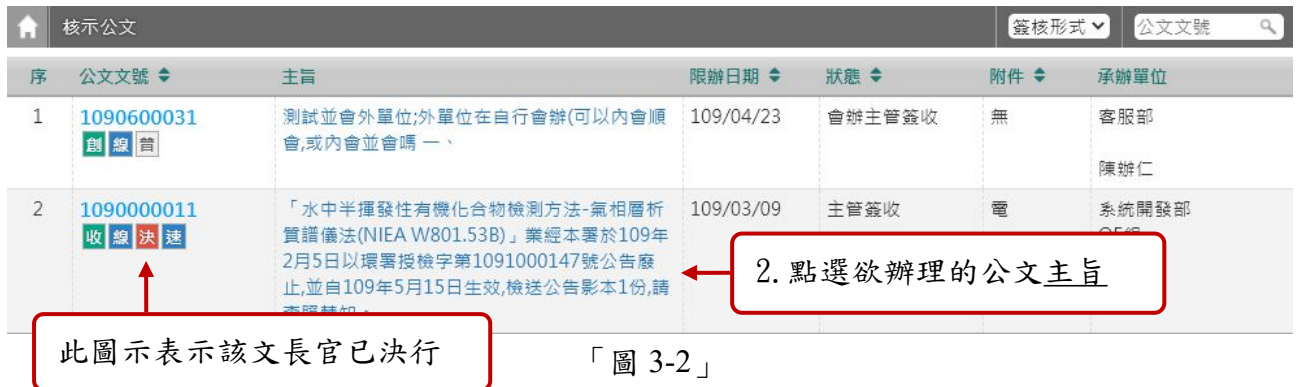 核示公文 簽核形式 公文文號
序 公文文號 主旨 限辦日期 狀態 附件 承辦單位
1 1090600031 測試並會外單位;外單位在自行會辦(可以內會順 109/04/23 會辦主管簽收 無 客服部
創 線 普 會,或內會並會嗎 一、
陳辦仁
2 1090000011 「水中半揮發性有機化合物檢測方法-氣相層析 109/03/09 主管簽收 電 系統開發部
收 線 決 速 質譜儀法(NIEA W801.53B)」業經本署於109年
2月5日以環署授檢字第1091000147號公告廢
止,並自109年5月15日生效,檢送公告影本1份,請
2.點選欲辦理的公文主旨
此圖示表示該文長官已決行
「圖 3-2」